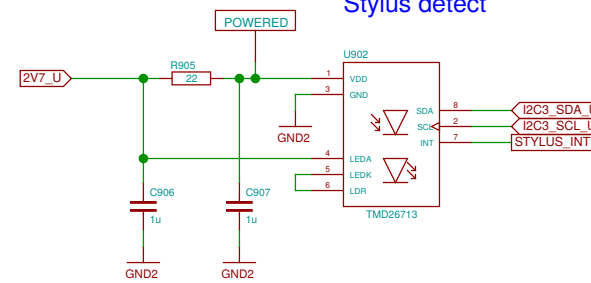 Stylus detect
POWERED
U902
R905
2V7_U
22
1
VDD
3
GND
SDA
8
I2C3_SDA_U
SCL
2
I2C3_SCL_U
INT
7
STYLUS_INT
GND2
4
LEDA
5
LEDK
6
LDR
C906
C907
1u
1u
TMD26713
GND2
GND2